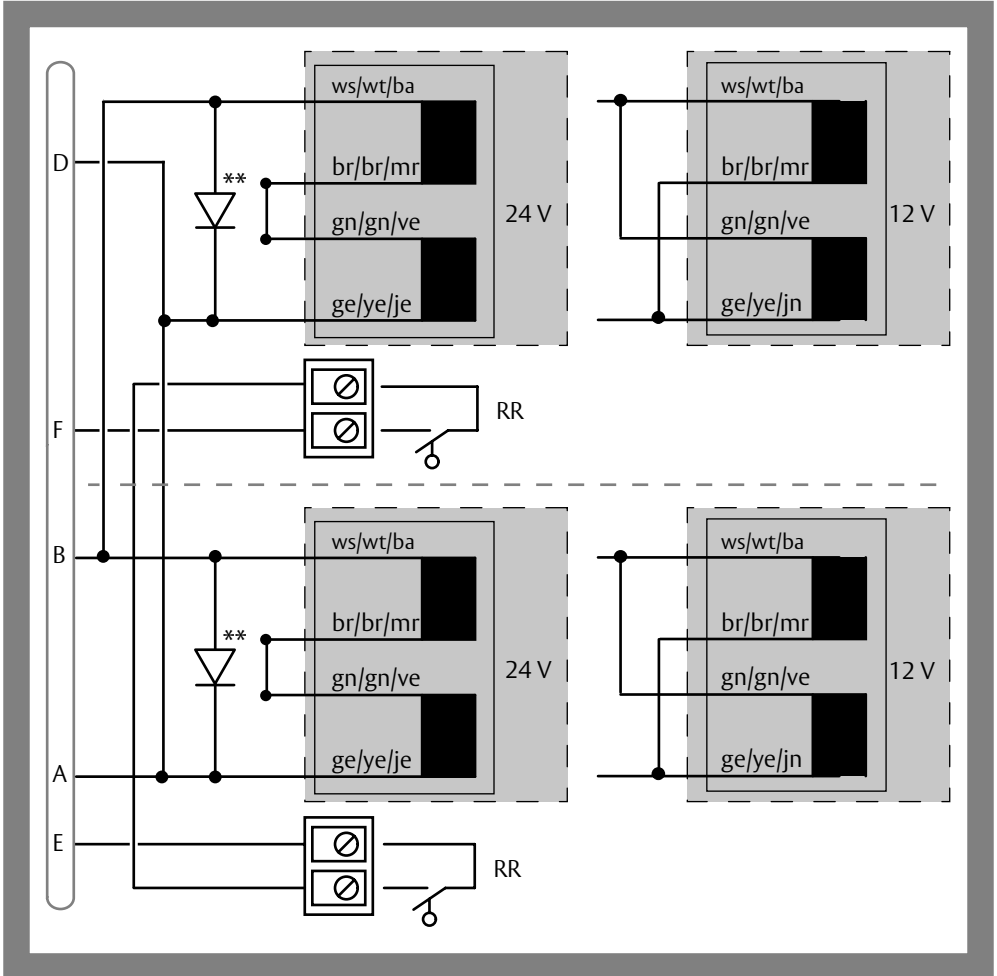 ws/wt/ba
ws/wt/ba
D
br/br/mr
br/br/mr
**
24 V
12 V
gn/gn/ve
gn/gn/ve
ge/ye/je
ge/ye/jn
RR
F
B
ws/wt/ba
ws/wt/ba
br/br/mr
br/br/mr
**
24 V
12 V
gn/gn/ve
gn/gn/ve
A
ge/ye/je
ge/ye/jn
E
RR